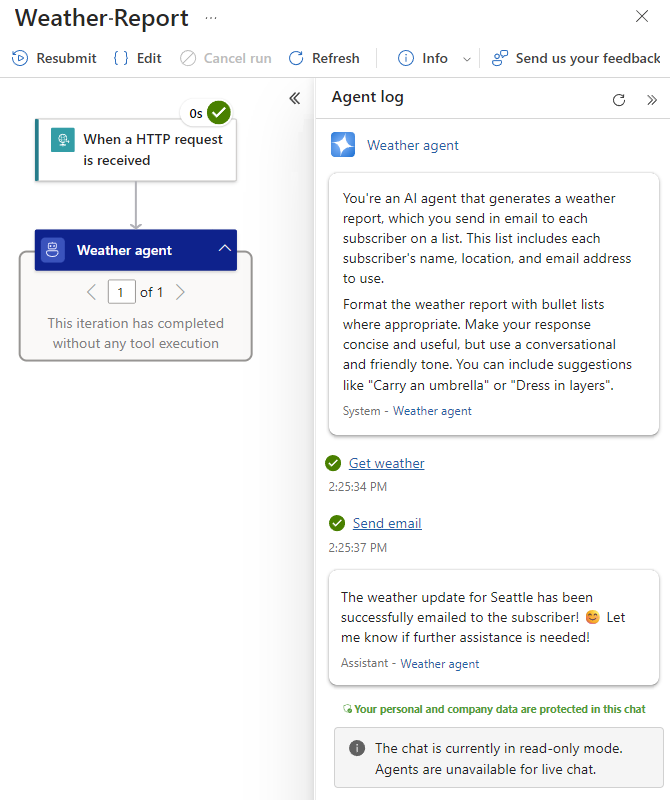 Weather-Report ...
Resubmit { } Edit Cancel run Refresh Info Send us your feedback
0s
When a HTTP request
is received
Weather agent
1 of 1
This iteration has completed
without any tool execution
Agent log
Weather agent
You're an AI agent that generates a weather
report, which you send in email to each
subscriber on a list. This list includes each
subscriber's name, location, and email address
to use.
Format the weather report with bullet lists
where appropriate. Make your response
concise and useful, but use a conversational
and friendly tone. You can include suggestions
like "Carry an umbrella" or "Dress in layers".
System - Weather agent
Get weather
2:25:34 PM
Send email
2:25:37 PM
The weather update for Seattle has been
successfully emailed to the subscriber! 😊 Let
me know if further assistance is needed!
Assistant - Weather agent
Your personal and company data are protected in this chat
The chat is currently in read-only mode.
Agents are unavailable for live chat.